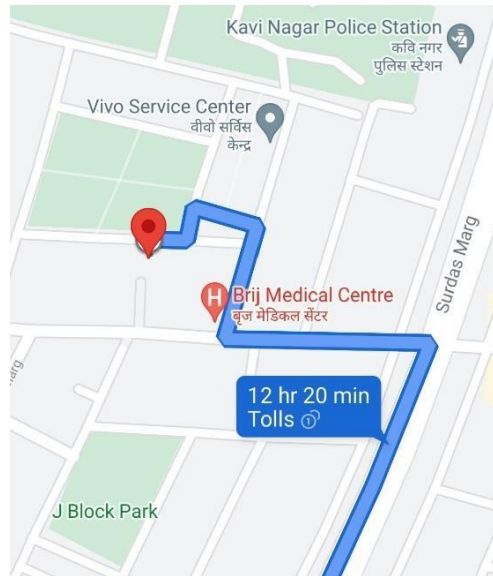 Kavi Nagar Police Station
कवि नगर
पुलिस स्टेशन
Vivo Service Center
वीवो सर्विस
केन्द्र
Surdas Marg
Brij Medical Centre
बृज मेडिकल सेंटर
H
12 hr 20 min
Tolls
J Block Park